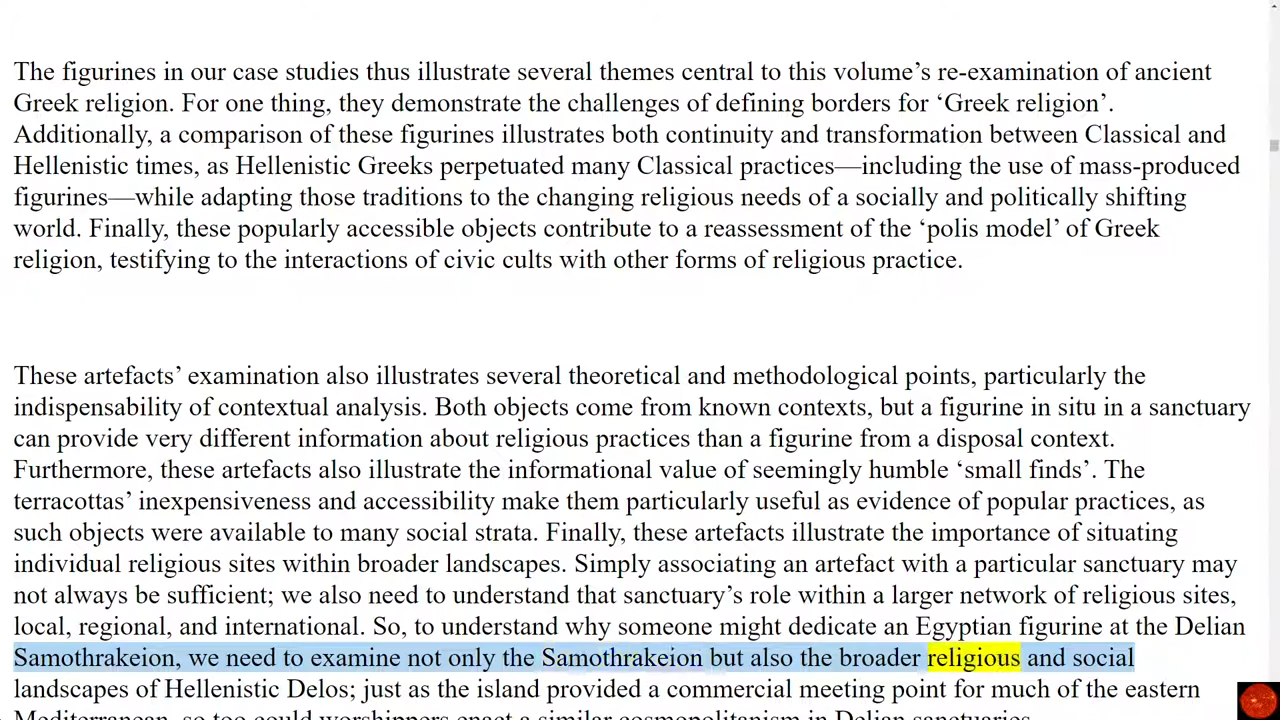 The figurines in our case studies thus illustrate several themes central to this volume’s re-examination of ancient
Greek religion. For one thing, they demonstrate the challenges of defining borders for ‘Greek religion’.
Additionally, a comparison of these figurines illustrates both continuity and transformation between Classical and
Hellenistic times, as Hellenistic Greeks perpetuated many Classical practices—including the use of mass-produced
figurines—while adapting those traditions to the changing religious needs of a socially and politically shifting
world. Finally, these popularly accessible objects contribute to a reassessment of the ‘polis model’ of Greek
religion, testifying to the interactions of civic cults with other forms of religious practice.
These artefacts’ examination also illustrates several theoretical and methodological points, particularly the
indispensability of contextual analysis. Both objects come from known contexts, but a figurine in situ in a sanctuary
can provide very different information about religious practices than a figurine from a disposal context.
Furthermore, these artefacts also illustrate the informational value of seemingly humble ‘small finds’. The
terracottas’ inexpensiveness and accessibility make them particularly useful as evidence of popular practices, as
such objects were available to many social strata. Finally, these artefacts illustrate the importance of situating
individual religious sites within broader landscapes. Simply associating an artefact with a particular sanctuary may
not always be sufficient; we also need to understand that sanctuary’s role within a larger network of religious sites,
local, regional, and international. So, to understand why someone might dedicate an Egyptian figurine at the Delian
Samothrakeion, we need to examine not only the Samothrakeion but also the broader religious and social
landscapes of Hellenistic Delos; just as the island provided a commercial meeting point for much of the eastern
Mediterranean, so too could worshippers enact a similar cosmopolitanism in Delian sanctuaries.